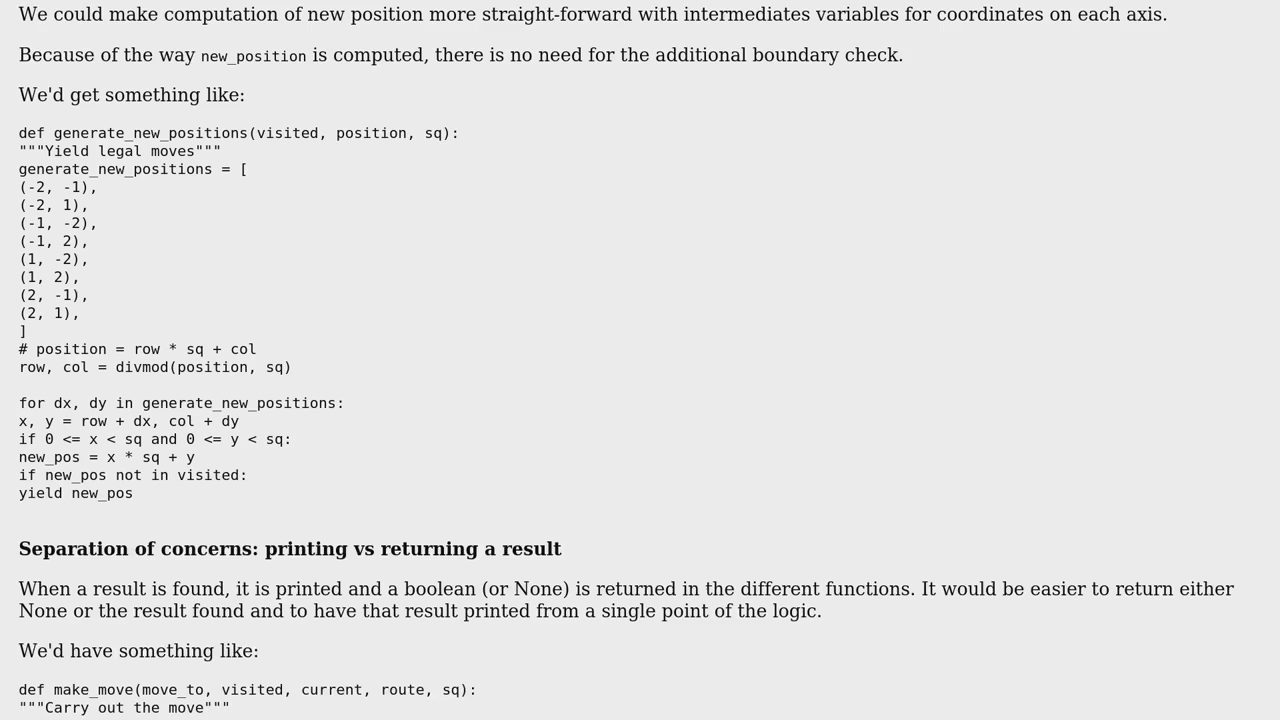 We could make computation of new position more straight-forward with intermediates variables for coordinates on each axis.
Because of the way new_position is computed, there is no need for the additional boundary check.
We'd get something like:
def generate_new_positions(visited, position, sq):
"""Yield legal moves"""
generate_new_positions = [
(-2, -1),
(-2, 1),
(-1, -2),
(-1, 2),
(1, -2),
(1, 2),
(2, -1),
(2, 1),
]
# position = row * sq + col
row, col = divmod(position, sq)
for dx, dy in generate_new_positions:
x, y = row + dx, col + dy
if 0 <= x < sq and 0 <= y < sq:
new_pos = x * sq + y
if new_pos not in visited:
yield new_pos
Separation of concerns: printing vs returning a result
When a result is found, it is printed and a boolean (or None) is returned in the different functions. It would be easier to return either
None or the result found and to have that result printed from a single point of the logic.
We'd have something like:
def make_move(move_to, visited, current, route, sq):
"""Carry out the move"""